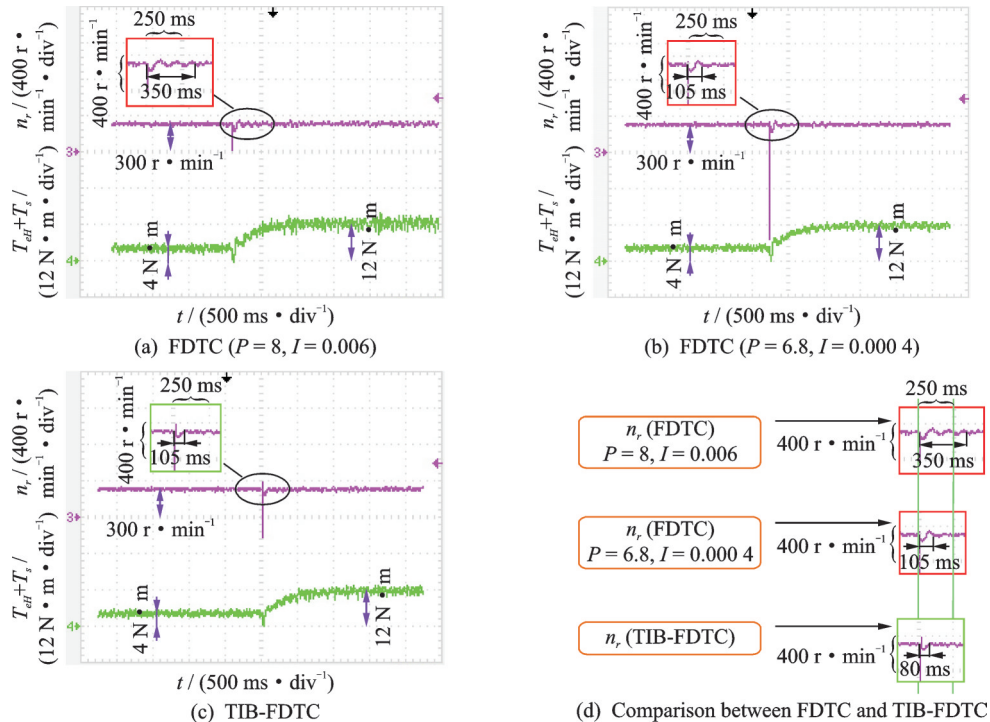 250 ms
400 r • min⁻¹
350 ms
n_r / (400 r •
min⁻¹ • div⁻¹)
3
300 r • min⁻¹
T_eH+T_s /
(12 N • m • div⁻¹)
4
4 N • m
12 N • m
t / (500 ms • div⁻¹)
(a) FDTC (P = 8, I = 0.006)
250 ms
400 r • min⁻¹
105 ms
n_r / (400 r •
min⁻¹ • div⁻¹)
3
300 r • min⁻¹
T_eH+T_s /
(12 N • m • div⁻¹)
4
4 N • m
12 N • m
t / (500 ms • div⁻¹)
(b) FDTC (P = 6.8, I = 0.000 4)
250 ms
400 r • min⁻¹
105 ms
n_r / (400 r •
min⁻¹ • div⁻¹)
3
300 r • min⁻¹
T_eH+T_s /
(12 N • m • div⁻¹)
4
4 N • m
12 N • m
t / (500 ms • div⁻¹)
(c) TIB-FDTC
250 ms
n_r (FDTC)
P = 8, I = 0.006
400 r • min⁻¹
350 ms
n_r (FDTC)
P = 6.8, I = 0.000 4
400 r • min⁻¹
105 ms
n_r (TIB-FDTC)
400 r • min⁻¹
80 ms
(d) Comparison between FDTC and TIB-FDTC